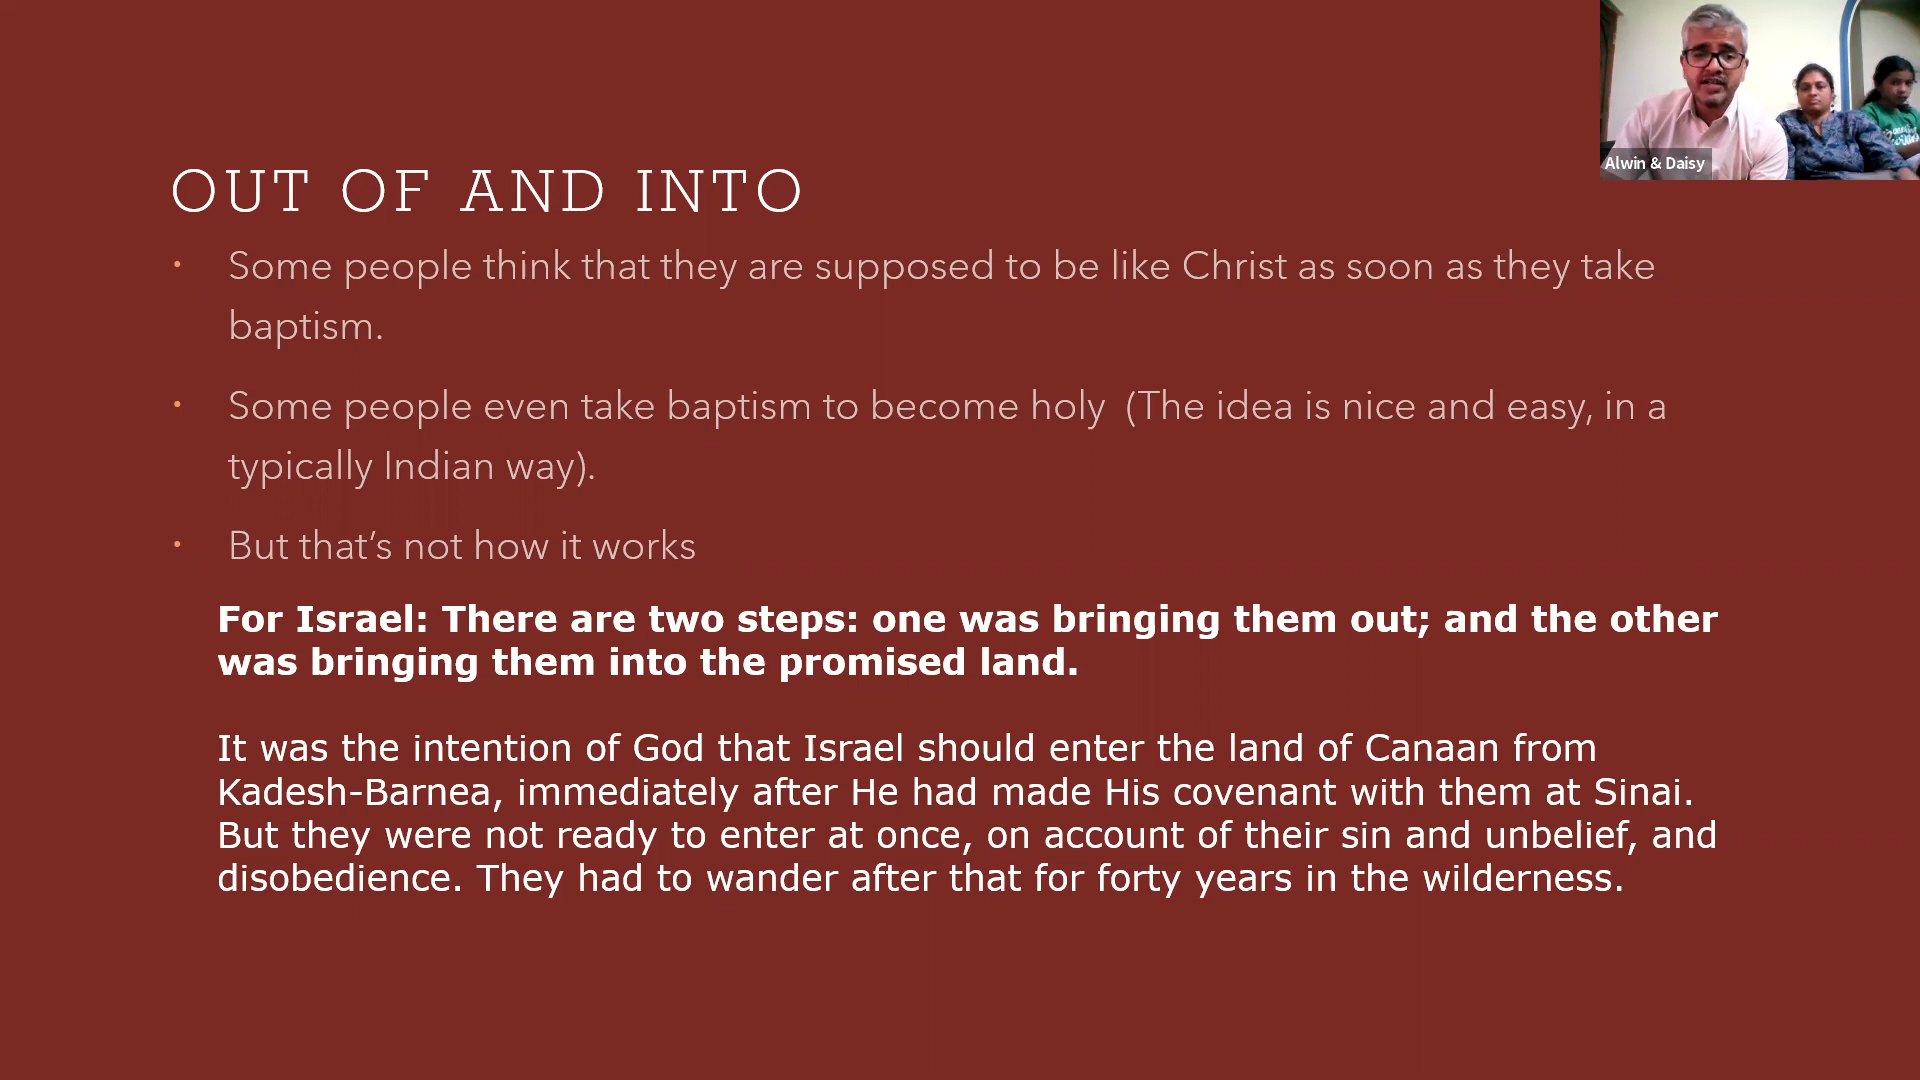 Alwin & Daisy
OUT OF AND INTO
• Some people think that they are supposed to be like Christ as soon as they take
baptism.
• Some people even take baptism to become holy  (The idea is nice and easy, in a
typically Indian way).
• But that’s not how it works
For Israel: There are two steps: one was bringing them out; and the other
was bringing them into the promised land.
It was the intention of God that Israel should enter the land of Canaan from
Kadesh-Barnea, immediately after He had made His covenant with them at Sinai.
But they were not ready to enter at once, on account of their sin and unbelief, and
disobedience. They had to wander after that for forty years in the wilderness.